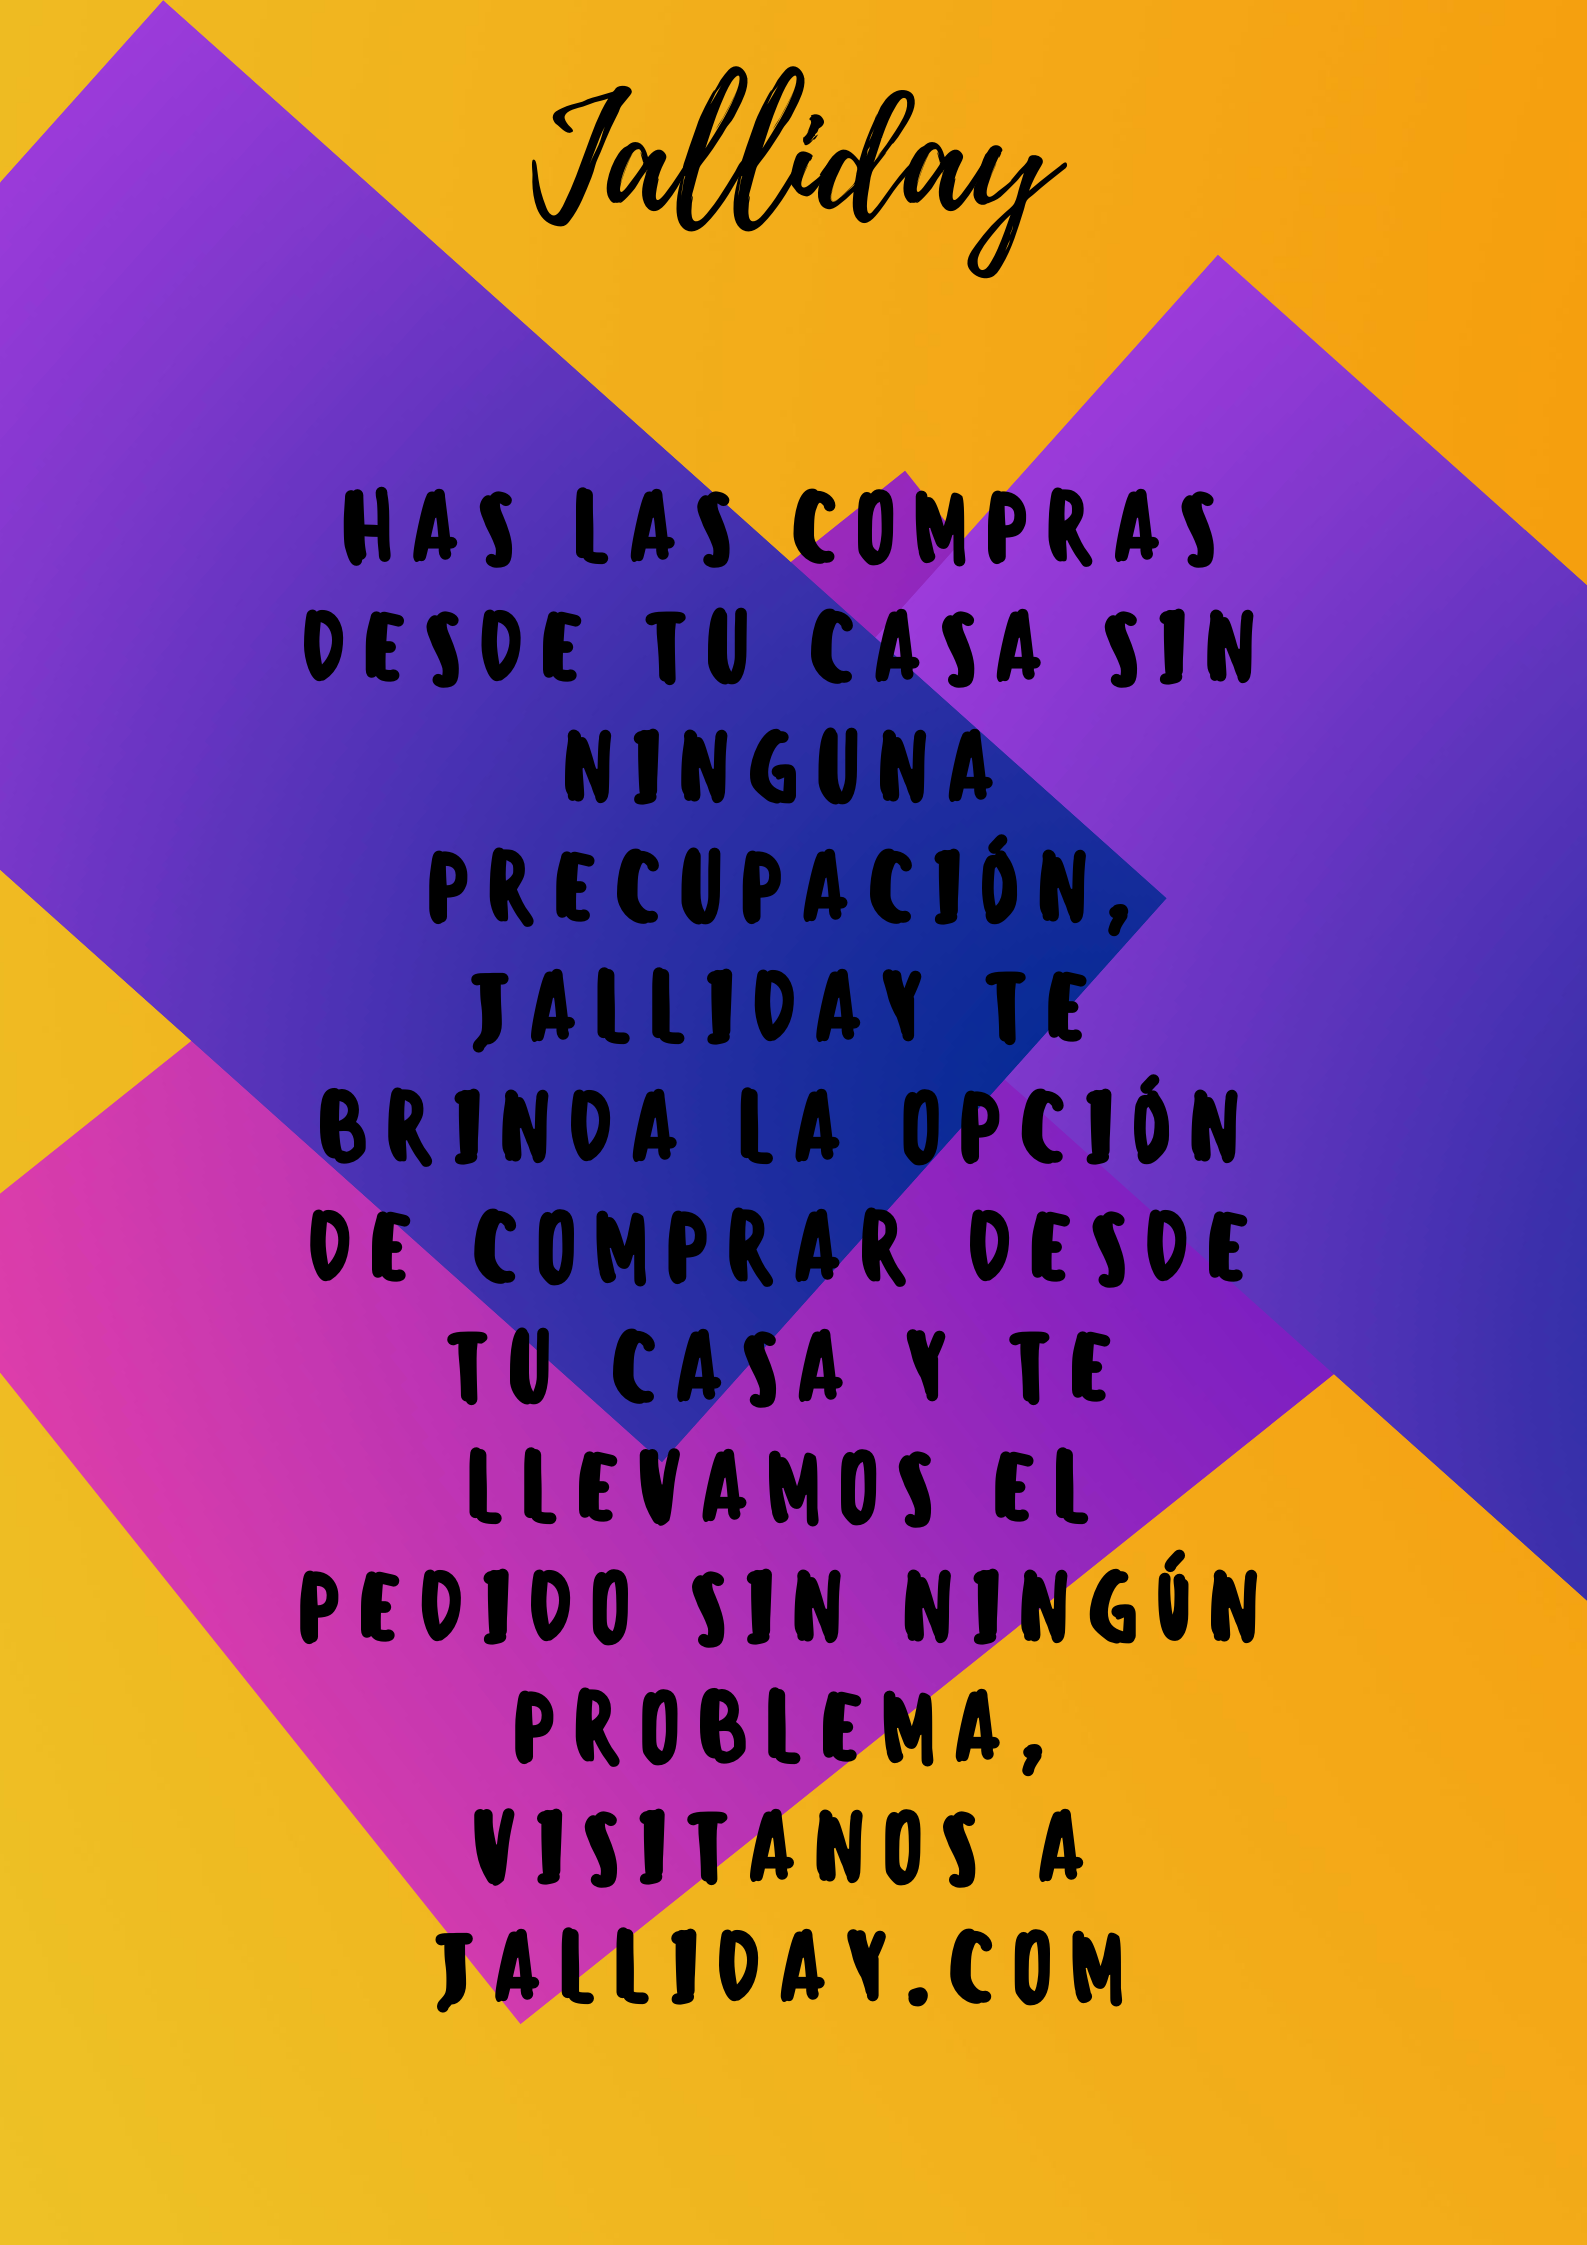 Jalliday
HAS LAS COMPRAS
DESDE TU CASA SIN
NINGUNA
PRECUPACIÓN,
JALLIDAY TE
BRINDA LA OPCIÓN
DE COMPRAR DESDE
TU CASA Y TE
LLEVAMOS EL
PEDIDO SIN NINGÚN
PROBLEMA,
VISITANOS A
JALLIDAY.COM